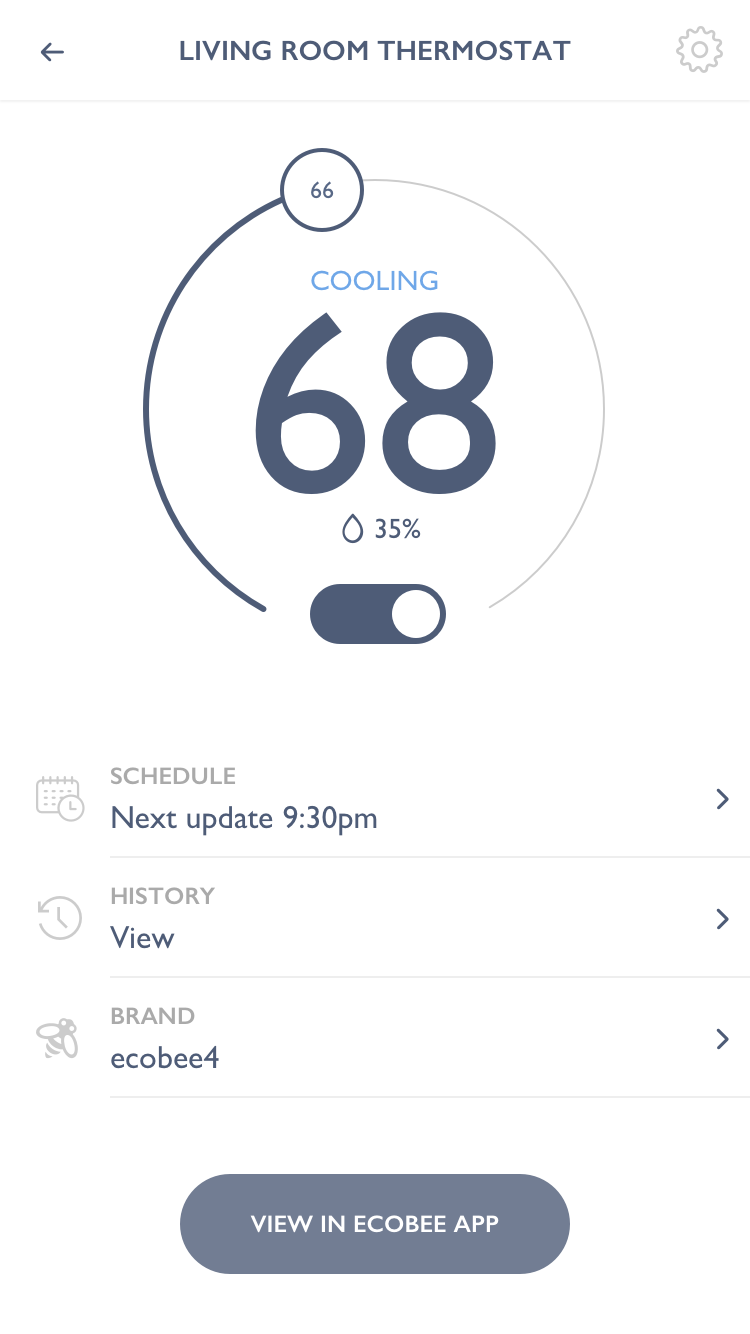 LIVING ROOM THERMOSTAT
66
COOLING
68
35%
SCHEDULE
Next update 9:30pm
HISTORY
View
BRAND
ecobee4
VIEW IN ECOBEE APP